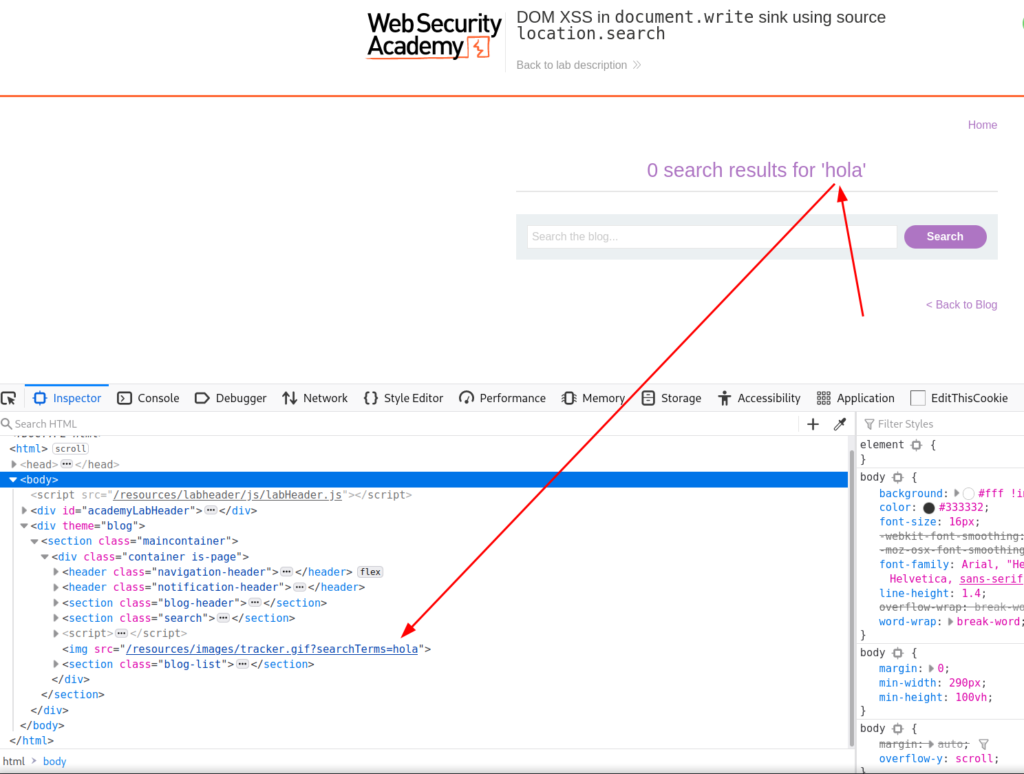 Web Security
Academy
DOM XSS in document.write sink using source
location.search
Back to lab description
Home
0 search results for 'hola'
Search the blog...
Search
< Back to Blog
Inspector Console Debugger Network Style Editor Performance Memory Storage Accessibility Application EditThisCookie
Search HTML
<html> scroll
<head> ••• </head>
<body>
<script src="/resources/labheader/js/labHeader.js"></script>
<div id="academyLabHeader"> ••• </div>
<div theme="blog">
<section class="maincontainer">
<div class="container is-page">
<header class="navigation-header"> ••• </header> flex
<header class="notification-header"> ••• </header>
<section class="blog-header"> ••• </section>
<section class="search"> ••• </section>
<script> ••• </script>
<img src="/resources/images/tracker.gif?searchTerms=hola">
<section class="blog-list"> ••• </section>
</div>
</section>
</div>
</body>
</html>
html > body
Filter Styles
element {
}
body {
background: #fff !i
color: #333332;
font-size: 16px;
-webkit-font-smoothing:
-moz-osx-font-smoothing
font-family: Arial, "He
Helvetica, sans-serif
line-height: 1.4;
overflow-wrap: break-wo
word-wrap: break-word;
}
body {
margin: 0;
min-width: 290px;
min-height: 100vh;
}
body {
margin: auto;
overflow-y: scroll;
}